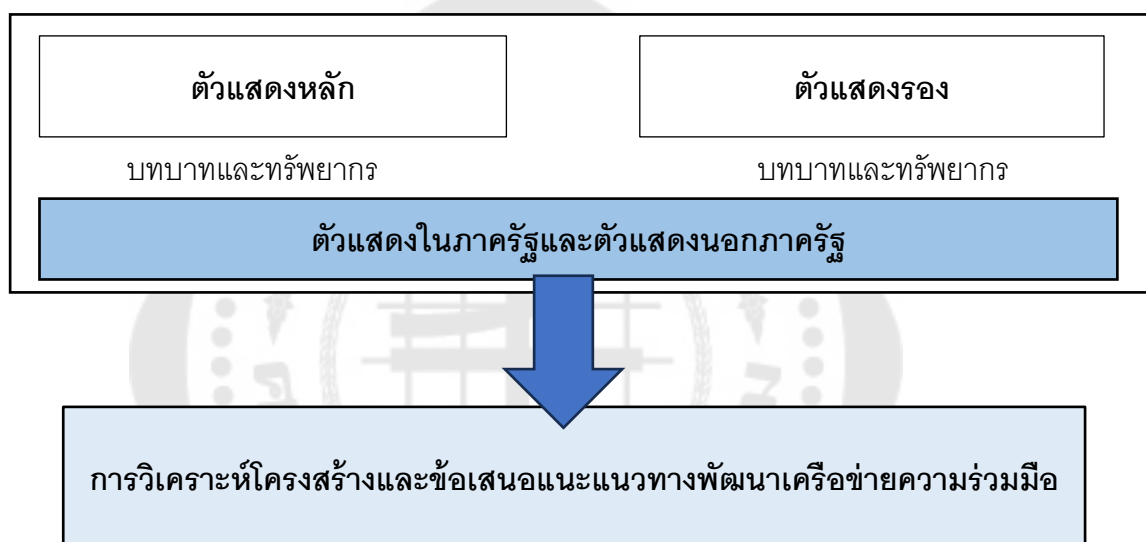 ตัวแสดงหลัก
ตัวแสดงรอง
บทบาทและทรัพยากร
บทบาทและทรัพยากร
ตัวแสดงในภาครัฐและตัวแสดงนอกภาครัฐ
การวิเคราะห์โครงสร้างและข้อเสนอแนะแนวทางพัฒนาเครือข่ายความร่วมมือ